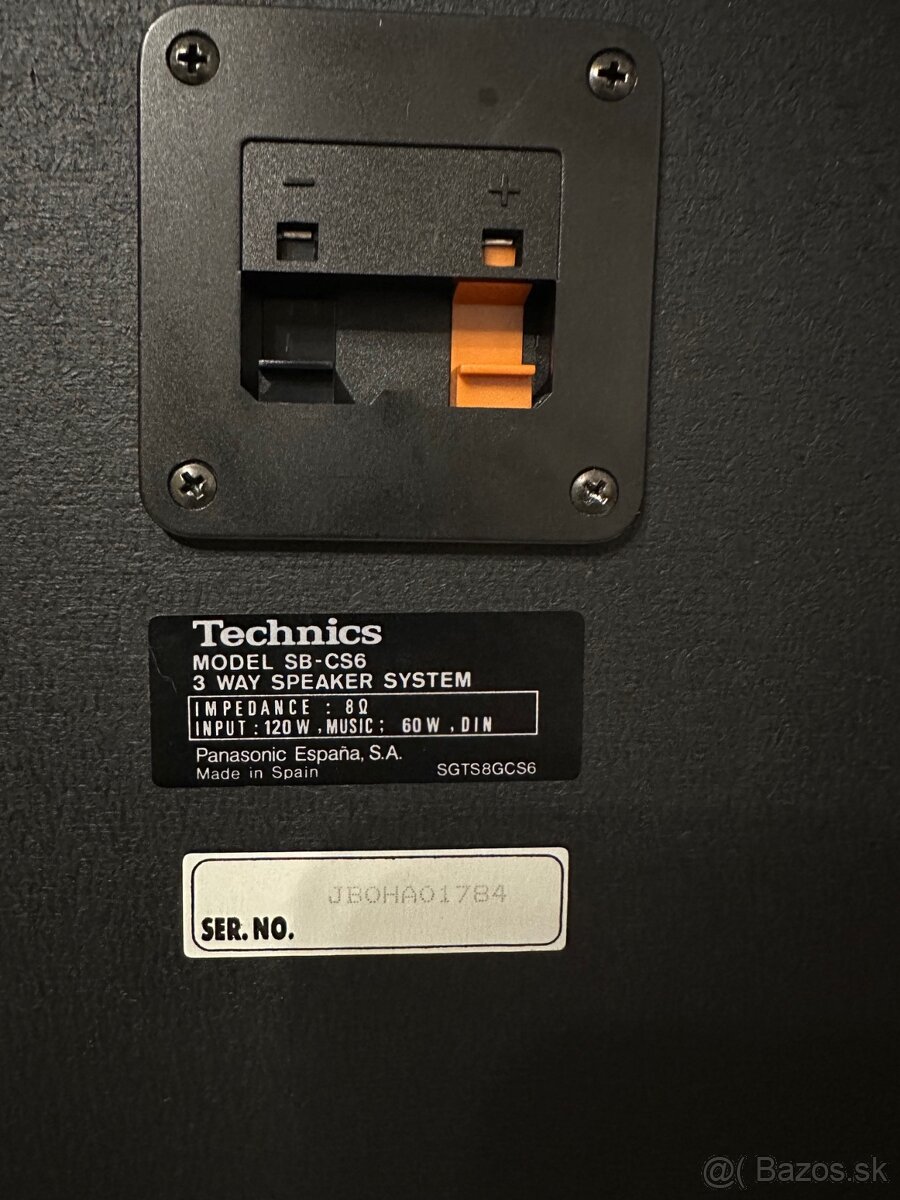 − +
Technics
MODEL SB-CS6
3 WAY SPEAKER SYSTEM
IMPEDANCE : 8Ω
INPUT : 120 W , MUSIC ; 60 W , DIN
Panasonic España, S.A.
Made in Spain SGTS8GCS6
JB0HA01784
SER. NO.
@( Bazos.sk